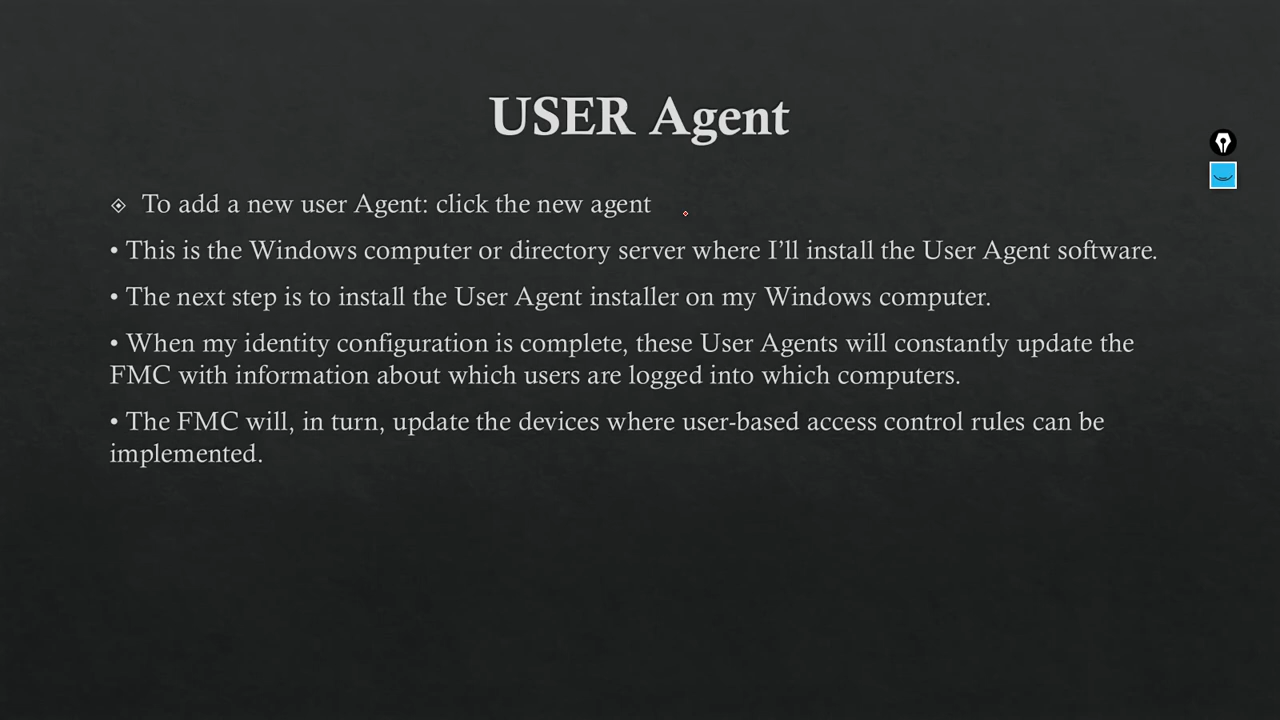 USER Agent
To add a new user Agent: click the new agent
• This is the Windows computer or directory server where I’ll install the User Agent software.
• The next step is to install the User Agent installer on my Windows computer.
• When my identity configuration is complete, these User Agents will constantly update the
FMC with information about which users are logged into which computers.
• The FMC will, in turn, update the devices where user-based access control rules can be
implemented.